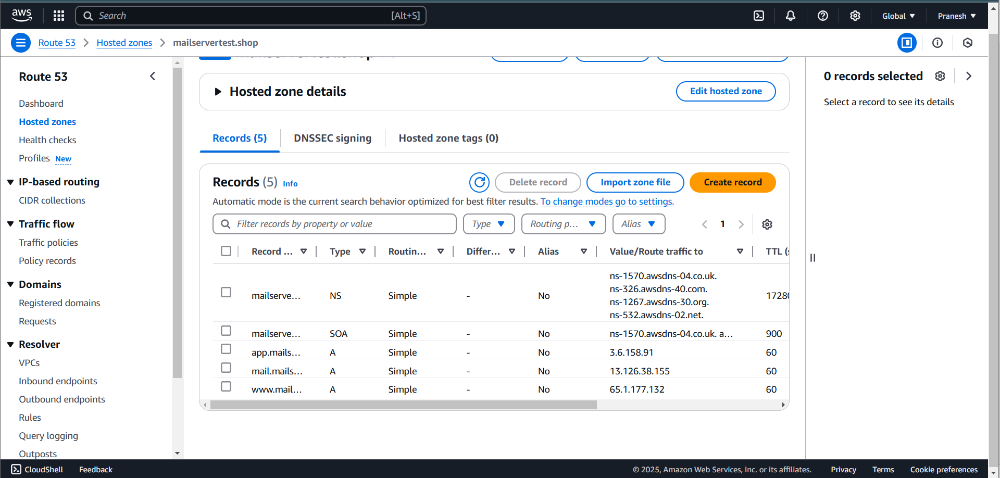 aws
Search [Alt+S]
Global
Pranesh
Route 53 Hosted zones mailservertest.shop
Route 53
Dashboard
Hosted zones
Health checks
Profiles New
IP-based routing
CIDR collections
Traffic flow
Traffic policies
Policy records
Domains
Registered domains
Requests
Resolver
VPCs
Inbound endpoints
Outbound endpoints
Rules
Query logging
Outposts
Hosted zone details
Edit hosted zone
Records (5) DNSSEC signing Hosted zone tags (0)
Records (5) Info
Delete record Import zone file Create record
Automatic mode is the current search behavior optimized for best filter results. To change modes go to settings.
Filter records by property or value Type Routing p... Alias
1
Record ... Type Routin... Differ... Alias Value/Route traffic to TTL (
mailserve... NS Simple - No ns-1570.awsdns-04.co.uk.
ns-326.awsdns-40.com.
ns-1267.awsdns-30.org.
ns-532.awsdns-02.net.
1728
mailserve... SOA Simple - No ns-1570.awsdns-04.co.uk. a... 900
app.mails... A Simple - No 3.6.158.91 60
mail.mails... A Simple - No 13.126.38.155 60
www.mail... A Simple - No 65.1.177.132 60
0 records selected
Select a record to see its details
CloudShell Feedback
© 2025, Amazon Web Services, Inc. or its affiliates. Privacy Terms Cookie preferences